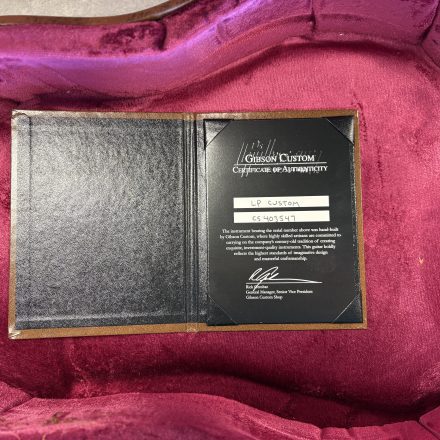 GIBSON CUSTOM
CERTIFICATE OF AUTHENTICITY
LP CUSTOM
CS 403547
The instrument bearing the serial number above was hand-built
by Gibson Custom, where highly skilled artisans are committed to
carrying on the company's century-old tradition of creating
exquisite, investment-quality instruments. This guitar boldly
reflects the highest standards of imaginative design
and masterful craftsmanship.
Rick Gembar
General Manager, Senior Vice President
Gibson Custom Shop